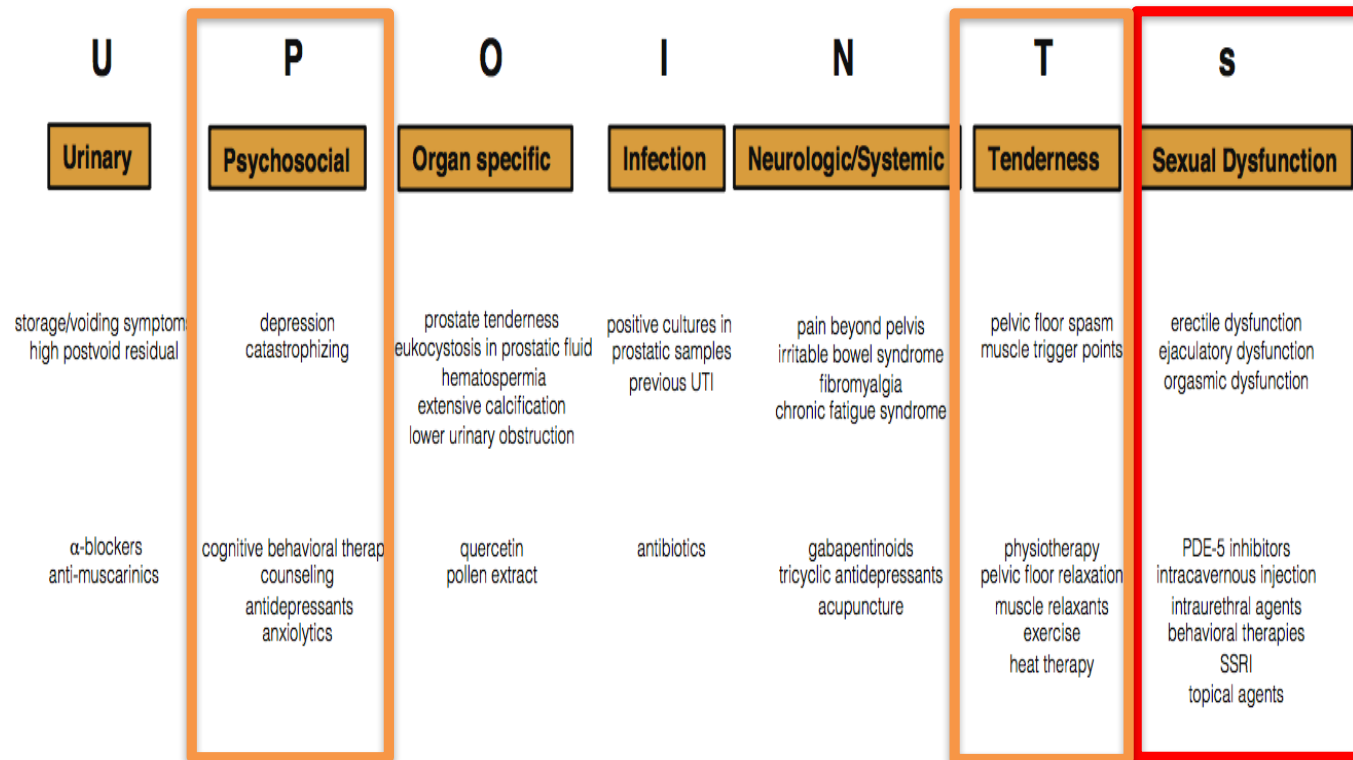 U P O I N T s
Urinary Psychosocial Organ specific Infection Neurologic/Systemic Tenderness Sexual Dysfunction
storage/voiding symptoms
high postvoid residual
depression
catastrophizing
prostate tenderness
eukocystosis in prostatic fluid
hematospermia
extensive calcification
lower urinary obstruction
positive cultures in
prostatic samples
previous UTI
pain beyond pelvis
irritable bowel syndrome
fibromyalgia
chronic fatigue syndrome
pelvic floor spasm
muscle trigger points
erectile dysfunction
ejaculatory dysfunction
orgasmic dysfunction
α-blockers
anti-muscarinics
cognitive behavioral therap
counseling
antidepressants
anxiolytics
quercetin
pollen extract
antibiotics
gabapentinoids
tricyclic antidepressants
acupuncture
physiotherapy
pelvic floor relaxation
muscle relaxants
exercise
heat therapy
PDE-5 inhibitors
intracavernous injection
intraurethral agents
behavioral therapies
SSRI
topical agents